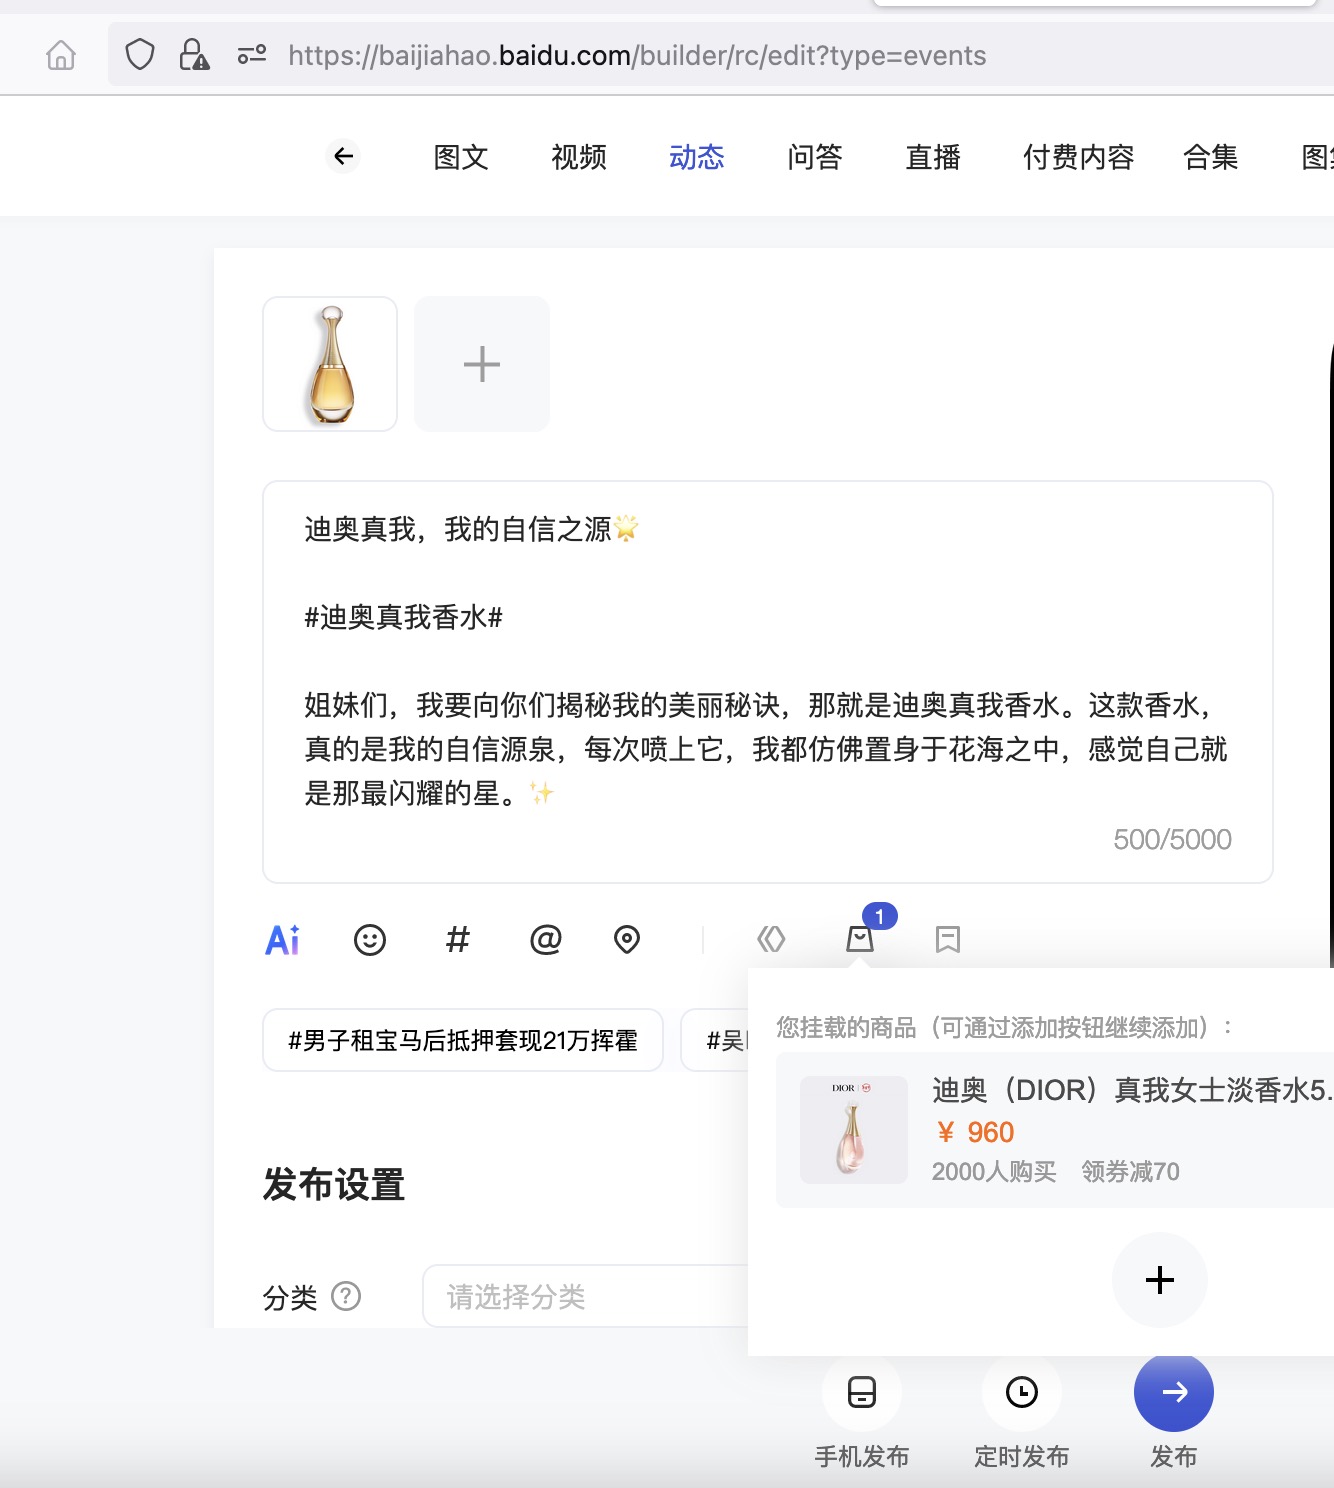 https://baijiahao.baidu.com/builder/rc/edit?type=events
图文 视频 动态 问答 直播 付费内容 合集 图集
迪奥真我，我的自信之源🌟
#迪奥真我香水#
姐妹们，我要向你们揭秘我的美丽秘诀，那就是迪奥真我香水。这款香水，
真的是我的自信源泉，每次喷上它，我都仿佛置身于花海之中，感觉自己就
是那最闪耀的星。✨
500/5000
Ai # @ 1
#男子租宝马后抵押套现21万挥霍 #吴
您挂载的商品（可通过添加按钮继续添加）：
DIOR
迪奥（DIOR）真我女士淡香水5.
¥ 960
2000人购买 领券减70
发布设置
分类 ? 请选择分类
手机发布 定时发布 发布